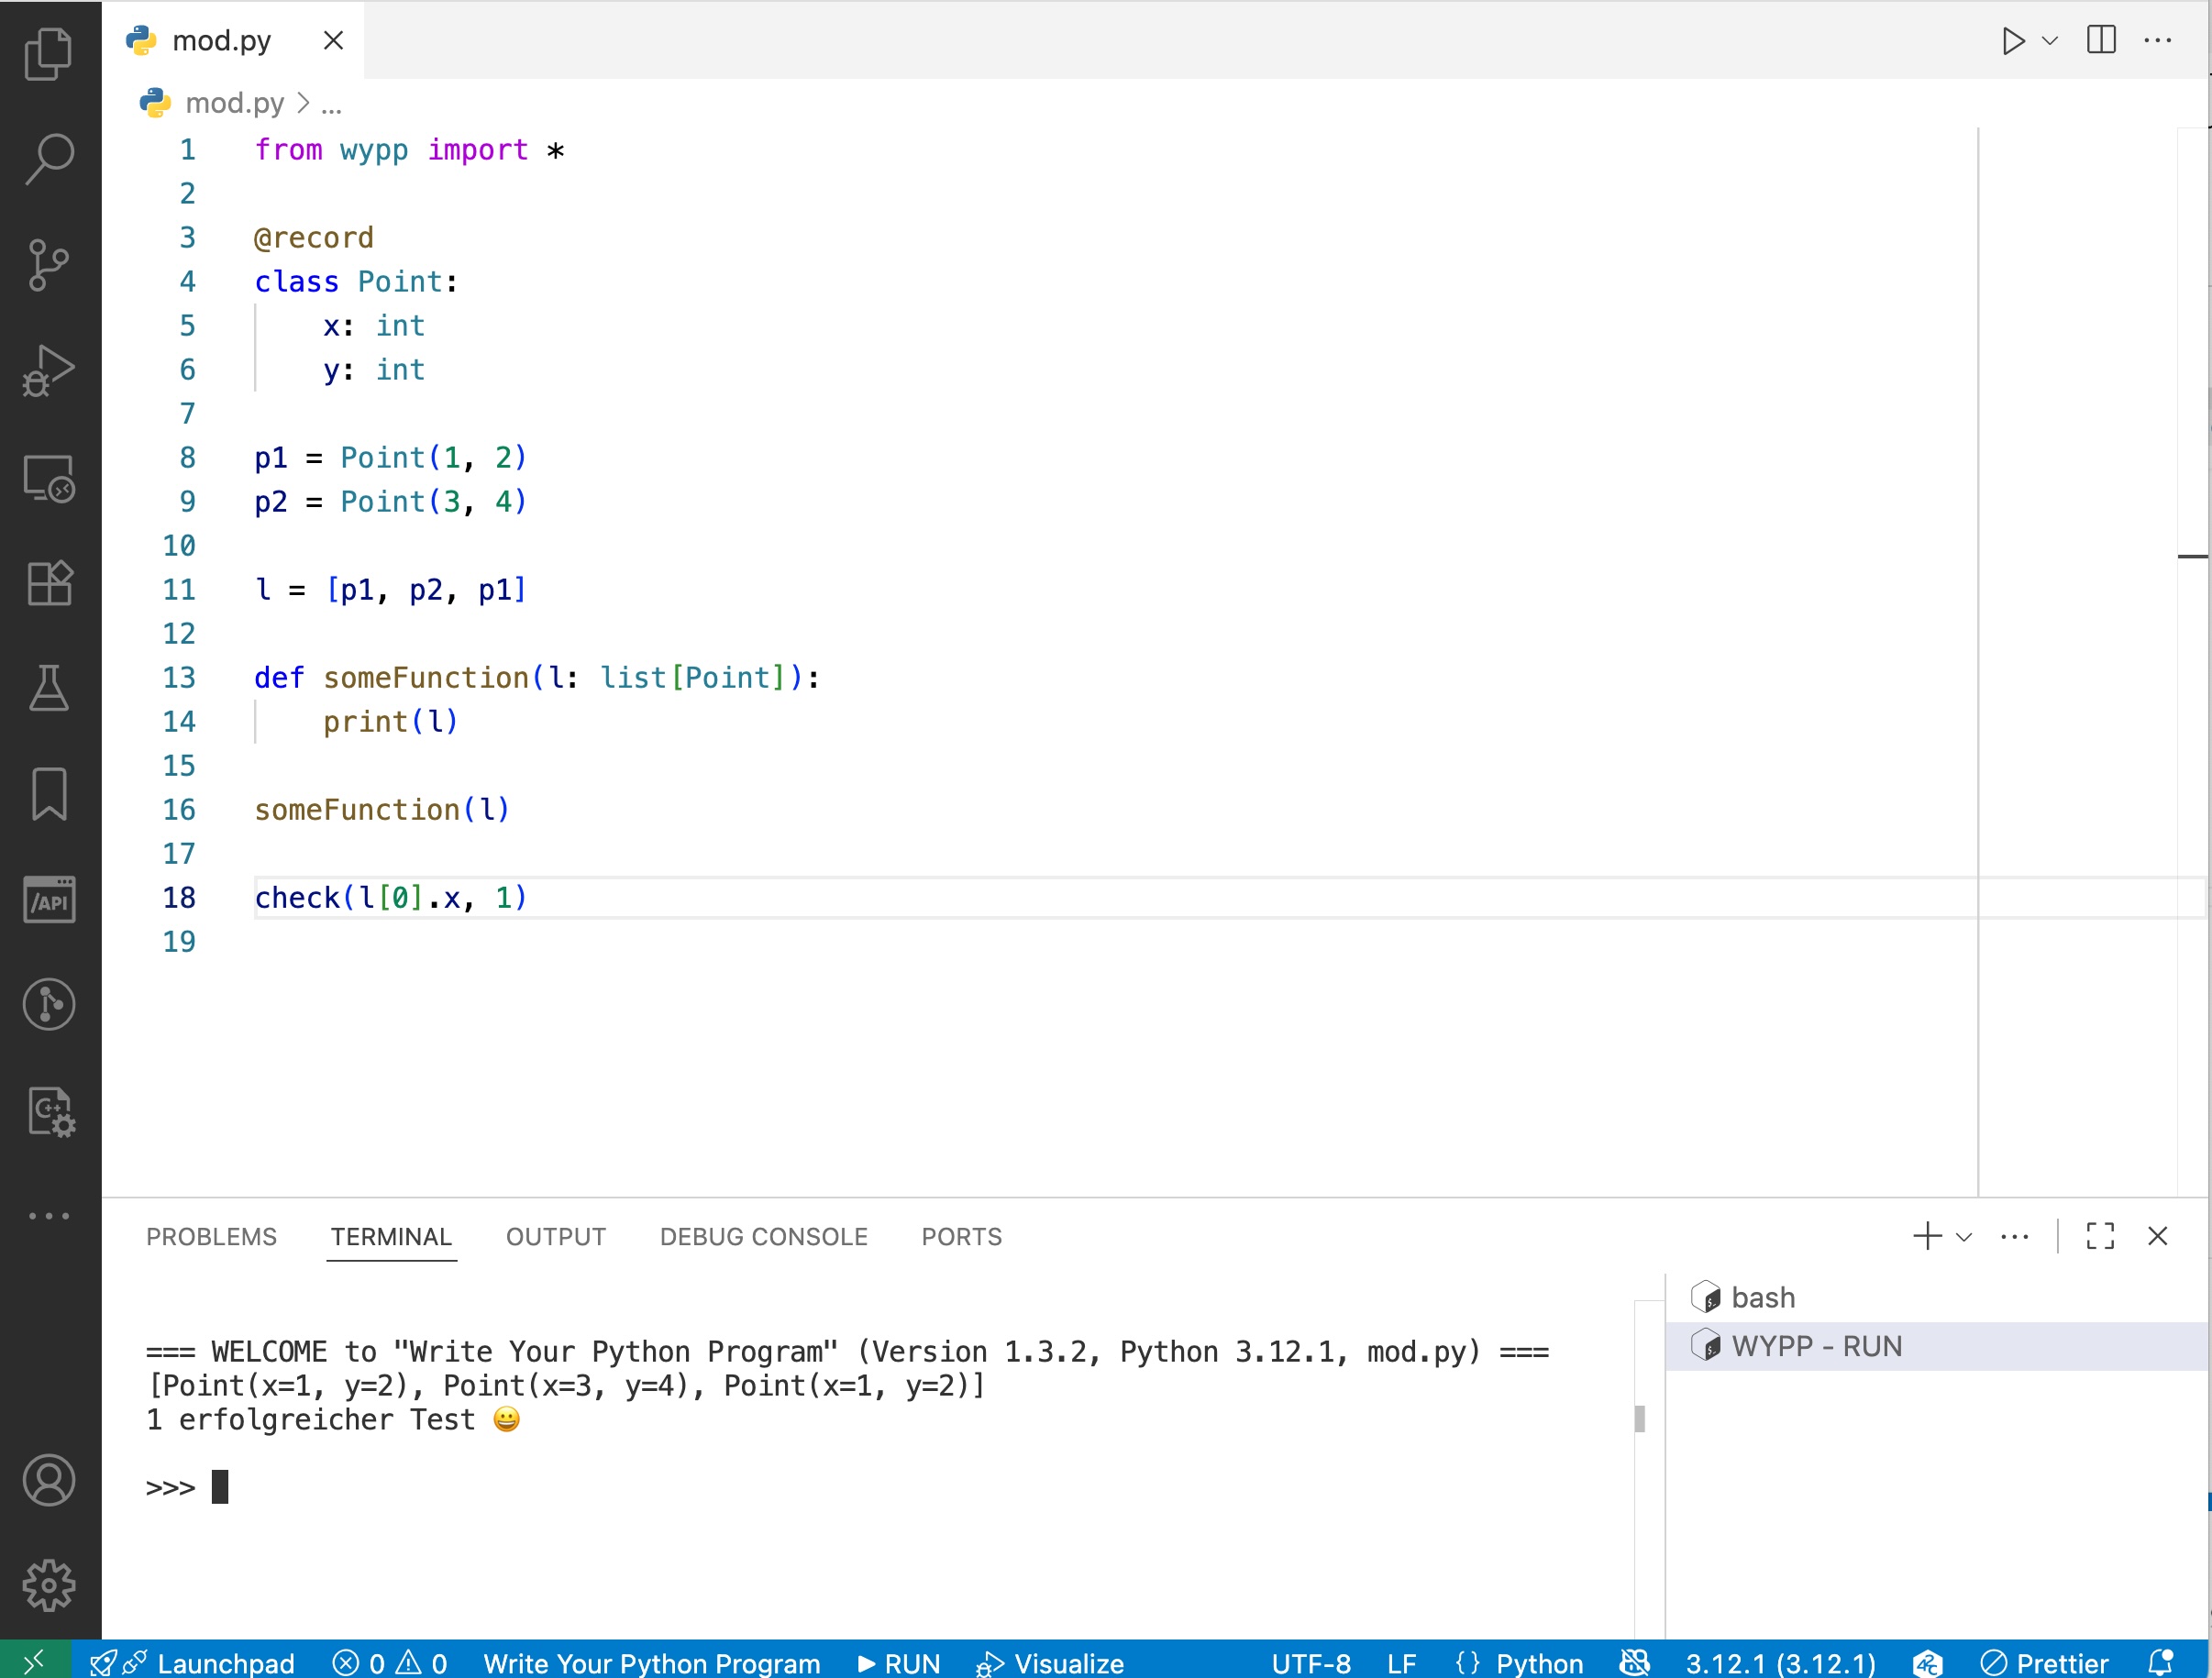 mod.py
mod.py > ...
1 from wypp import *
2
3 @record
4 class Point:
5     x: int
6     y: int
7
8 p1 = Point(1, 2)
9 p2 = Point(3, 4)
10
11 l = [p1, p2, p1]
12
13 def someFunction(l: list[Point]):
14     print(l)
15
16 someFunction(l)
17
18 check(l[0].x, 1)
19
/API
C++
PROBLEMS TERMINAL OUTPUT DEBUG CONSOLE PORTS
bash
WYPP - RUN
=== WELCOME to "Write Your Python Program" (Version 1.3.2, Python 3.12.1, mod.py) ===
[Point(x=1, y=2), Point(x=3, y=4), Point(x=1, y=2)]
1 erfolgreicher Test 😀
>>>
Launchpad 0 0 Write Your Python Program RUN Visualize UTF-8 LF {} Python 3.12.1 (3.12.1) 42C Prettier